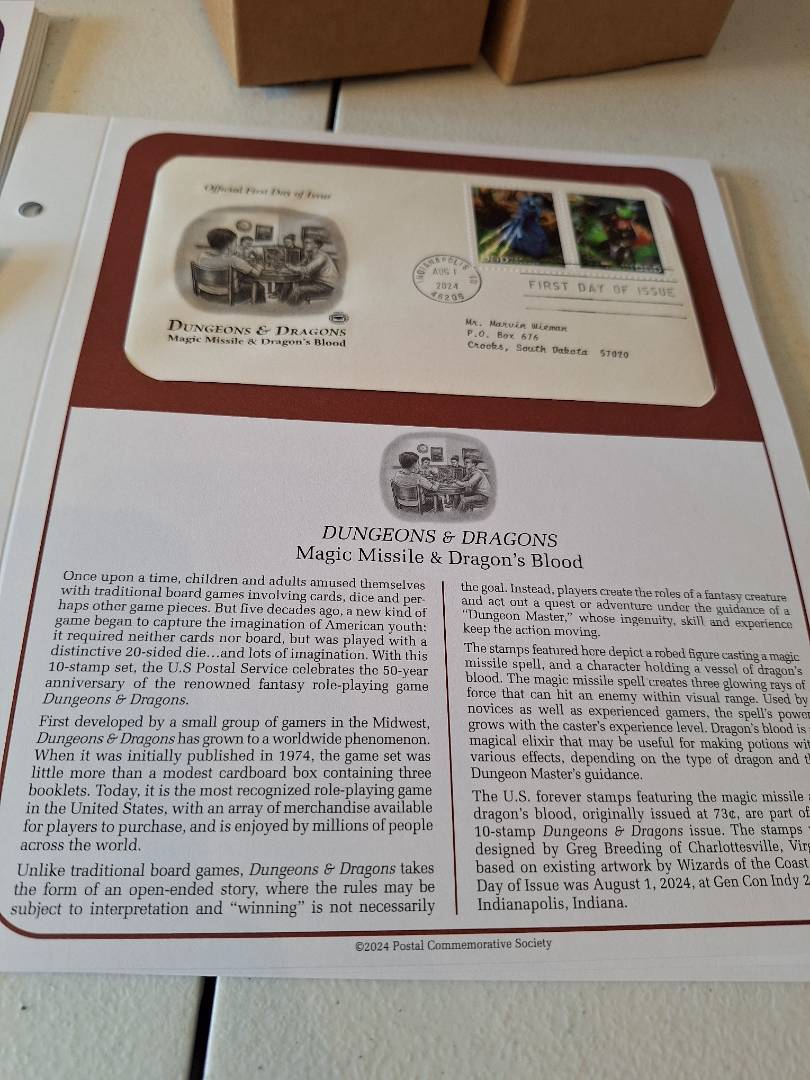 Official First Day of Issue
INDIANAPOLIS IN
AUG 1
2024
46206
FIRST DAY OF ISSUE
DUNGEONS & DRAGONS
Magic Missile & Dragon's Blood
Mr. Marvin Wieman
P.O. Box 676
Crooks, South Dakota 57020
DUNGEONS & DRAGONS
Magic Missile & Dragon's Blood
Once upon a time, children and adults amused themselves
with traditional board games involving cards, dice and per-
haps other game pieces. But five decades ago, a new kind of
game began to capture the imagination of American youth:
it required neither cards nor board, but was played with a
distinctive 20-sided die...and lots of imagination. With this
10-stamp set, the U.S Postal Service celebrates the 50-year
anniversary of the renowned fantasy role-playing game
Dungeons & Dragons.
First developed by a small group of gamers in the Midwest,
Dungeons & Dragons has grown to a worldwide phenomenon.
When it was initially published in 1974, the game set was
little more than a modest cardboard box containing three
booklets. Today, it is the most recognized role-playing game
in the United States, with an array of merchandise available
for players to purchase, and is enjoyed by millions of people
across the world.
Unlike traditional board games, Dungeons & Dragons takes
the form of an open-ended story, where the rules may be
subject to interpretation and "winning" is not necessarily
the goal. Instead, players create the roles of a fantasy creature
and act out a quest or adventure under the guidance of a
"Dungeon Master," whose ingenuity, skill and experience
keep the action moving.
The stamps featured here depict a robed figure casting a magic
missile spell, and a character holding a vessel of dragon's
blood. The magic missile spell creates three glowing rays of
force that can hit an enemy within visual range. Used by
novices as well as experienced gamers, the spell's power
grows with the caster's experience level. Dragon's blood is
magical elixir that may be useful for making potions wit
various effects, depending on the type of dragon and t
Dungeon Master's guidance.
The U.S. forever stamps featuring the magic missile
dragon's blood, originally issued at 73¢, are part of
10-stamp Dungeons & Dragons issue. The stamps
designed by Greg Breeding of Charlottesville, Virg
based on existing artwork by Wizards of the Coast
Day of Issue was August 1, 2024, at Gen Con Indy 2
Indianapolis, Indiana.
©2024 Postal Commemorative Society